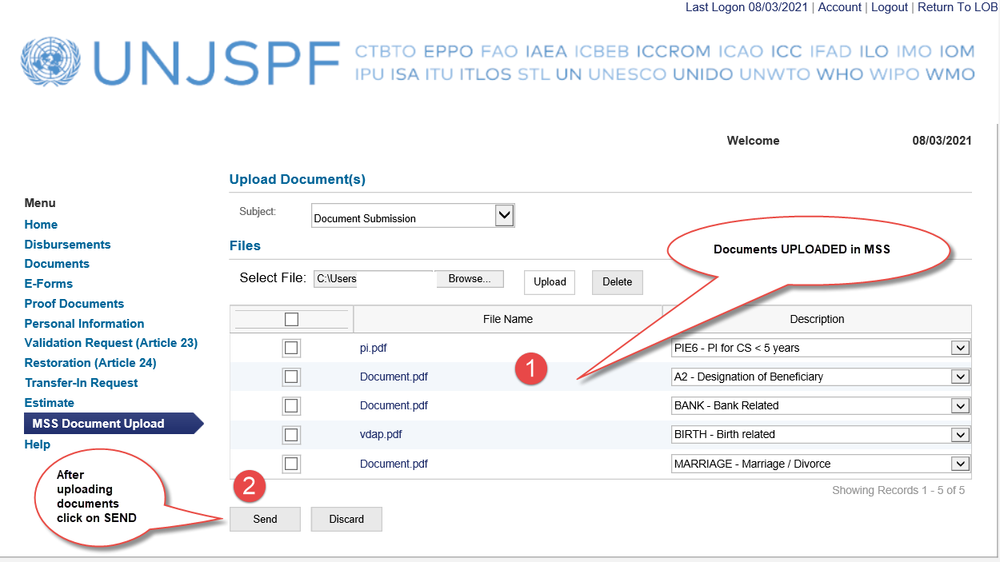 Last Logon 08/03/2021 | Account | Logout | Return To LOB
UNJSPF
CTBTO EPPO FAO IAEA ICBEB ICCROM ICAO ICC IFAD ILO IMO IOM
IPU ISA ITU ITLOS STL UN UNESCO UNIDO UNWTO WHO WIPO WMO
Welcome 08/03/2021
Menu
Home
Disbursements
Documents
E-Forms
Proof Documents
Personal Information
Validation Request (Article 23)
Restoration (Article 24)
Transfer-In Request
Estimate
MSS Document Upload
Help
Upload Document(s)
Subject: Document Submission
Files
Select File: C:\Users Browse... Upload Delete
Documents UPLOADED in MSS
File Name Description
pi.pdf PIE6 - PI for CS < 5 years
1
Document.pdf A2 - Designation of Beneficiary
Document.pdf BANK - Bank Related
vdap.pdf BIRTH - Birth related
Document.pdf MARRIAGE - Marriage / Divorce
Showing Records 1 - 5 of 5
After
uploading
documents
click on SEND
2
Send Discard